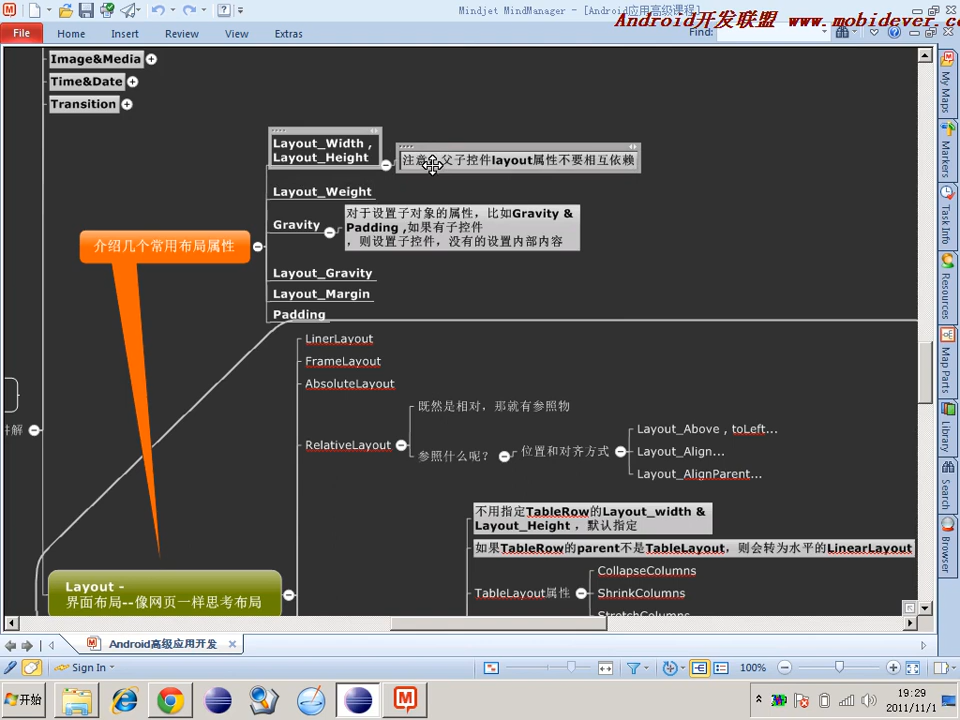 Mindjet MindManager - [Android应用高级课程]
Android开发联盟 www.mobidever.co
File
Home
Insert
Review
View
Extras
Find:
Image&Media
Time&Date
Transition
Layout_Width ,
Layout_Height
父子控件layout属性不要相互依赖
Layout_Weight
Gravity
对于设置子对象的属性，比如Gravity &
Padding ,如果有子控件
，则设置子控件，没有的设置内部内容
介绍几个常用布局属性
Layout_Gravity
Layout_Margin
Padding
LinerLayout
FrameLayout
AbsoluteLayout
既然是相对，那就有参照物
RelativeLayout
参照什么呢？
位置和对齐方式
Layout_Above , toLeft...
Layout_Align...
Layout_AlignParent...
件解
不用指定TableRow的Layout_width &
Layout_Height ，默认指定
如果TableRow的parent不是TableLayout，则会转为水平的LinearLayout
TableLayout属性
CollapseColumns
ShrinkColumns
StretchColumns
Layout -
界面布局--像网页一样思考布局
My Maps
Markers
Task Info
Resources
Map Parts
Library
Search
Browser
Android高级应用开发
Sign In
100%
开始
19:29
2011/11/1